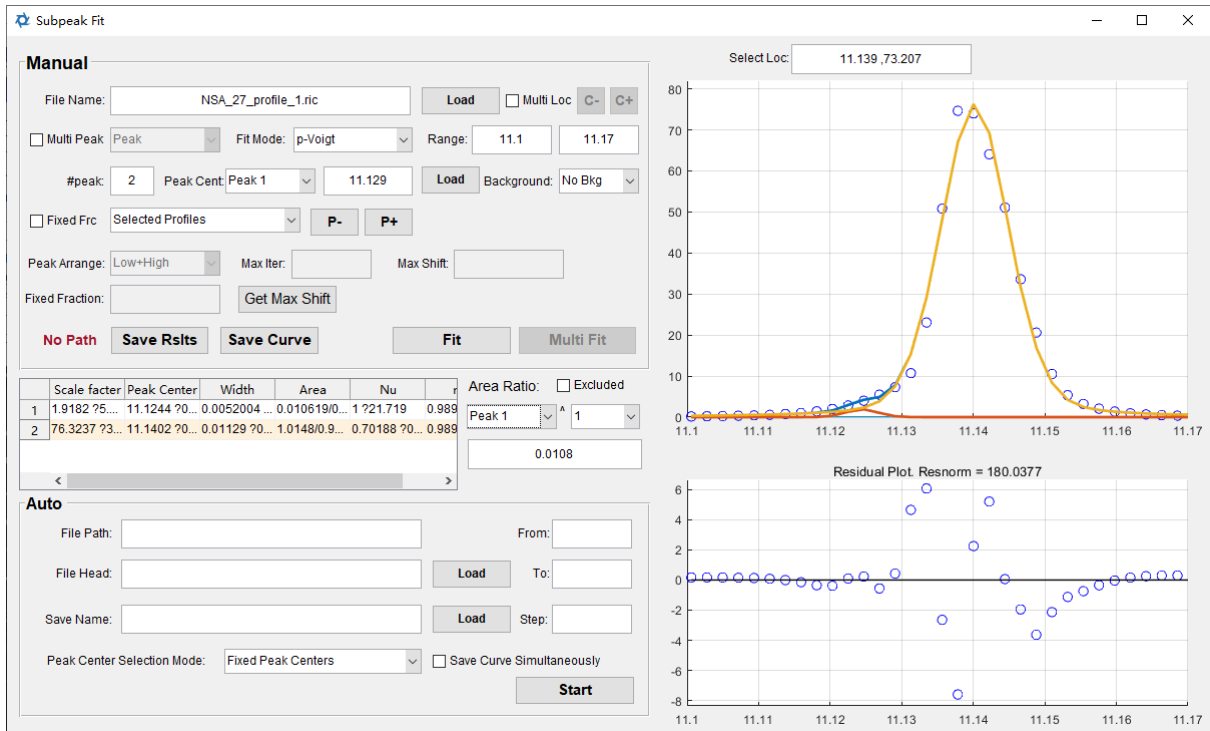 Subpeak Fit
Manual
File Name: NSA_27_profile_1.ric Load Multi Loc C- C+
Multi Peak Peak Fit Mode: p-Voigt Range: 11.1 11.17
#peak: 2 Peak Cent: Peak 1 11.129 Load Background: No Bkg
Fixed Frc Selected Profiles P- P+
Peak Arrange: Low+High Max Iter: Max Shift:
Fixed Fraction: Get Max Shift
No Path Save Rslts Save Curve Fit Multi Fit
Scale facter Peak Center Width Area Nu r
1 1.9182 ?5.... 11.1244 ?0... 0.0052004 ... 0.010619/0... 1 ?21.719 0.989
2 76.3237 ?3... 11.1402 ?0... 0.01129 ?0... 1.0148/0.9... 0.70188 ?0... 0.989
Area Ratio: Excluded
Peak 1 ^ 1
0.0108
Auto
File Path: From:
File Head: Load To:
Save Name: Load Step:
Peak Center Selection Mode: Fixed Peak Centers Save Curve Simultaneously
Start
Select Loc: 11.139 ,73.207
80
70
60
50
40
30
20
10
0
11.1 11.11 11.12 11.13 11.14 11.15 11.16 11.17
Residual Plot. Resnorm = 180.0377
6
4
2
0
-2
-4
-6
-8
11.1 11.11 11.12 11.13 11.14 11.15 11.16 11.17